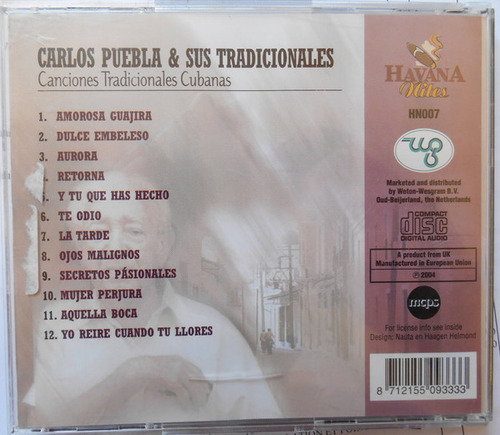 CARLOS PUEBLA & SUS TRADICIONALES
Canciones Tradicionales Cubanas
1. AMOROSA GUAJIRA
2. DULCE EMBELESO
3. AURORA
4. RETORNA
5. Y TU QUE HAS HECHO
6. TE ODIO
7. LA TARDE
8. OJOS MALIGNOS
9. SECRETOS PÁSIONALES
10. MUJER PERJURA
11. AQUELLA BOCA
12. YO REIRE CUANDO TU LLORES
HAVANA
Nites
HN007
Marketed and distributed
by Weton-Wesgram B.V.
Oud-Beijerland, the Netherlands
COMPACT
disc
DIGITAL AUDIO
A product from UK
Manufactured in European Union
℗ © 2004
mcps
For license info see inside
Design: Nauta en Haagen Helmond
8 712155 093333